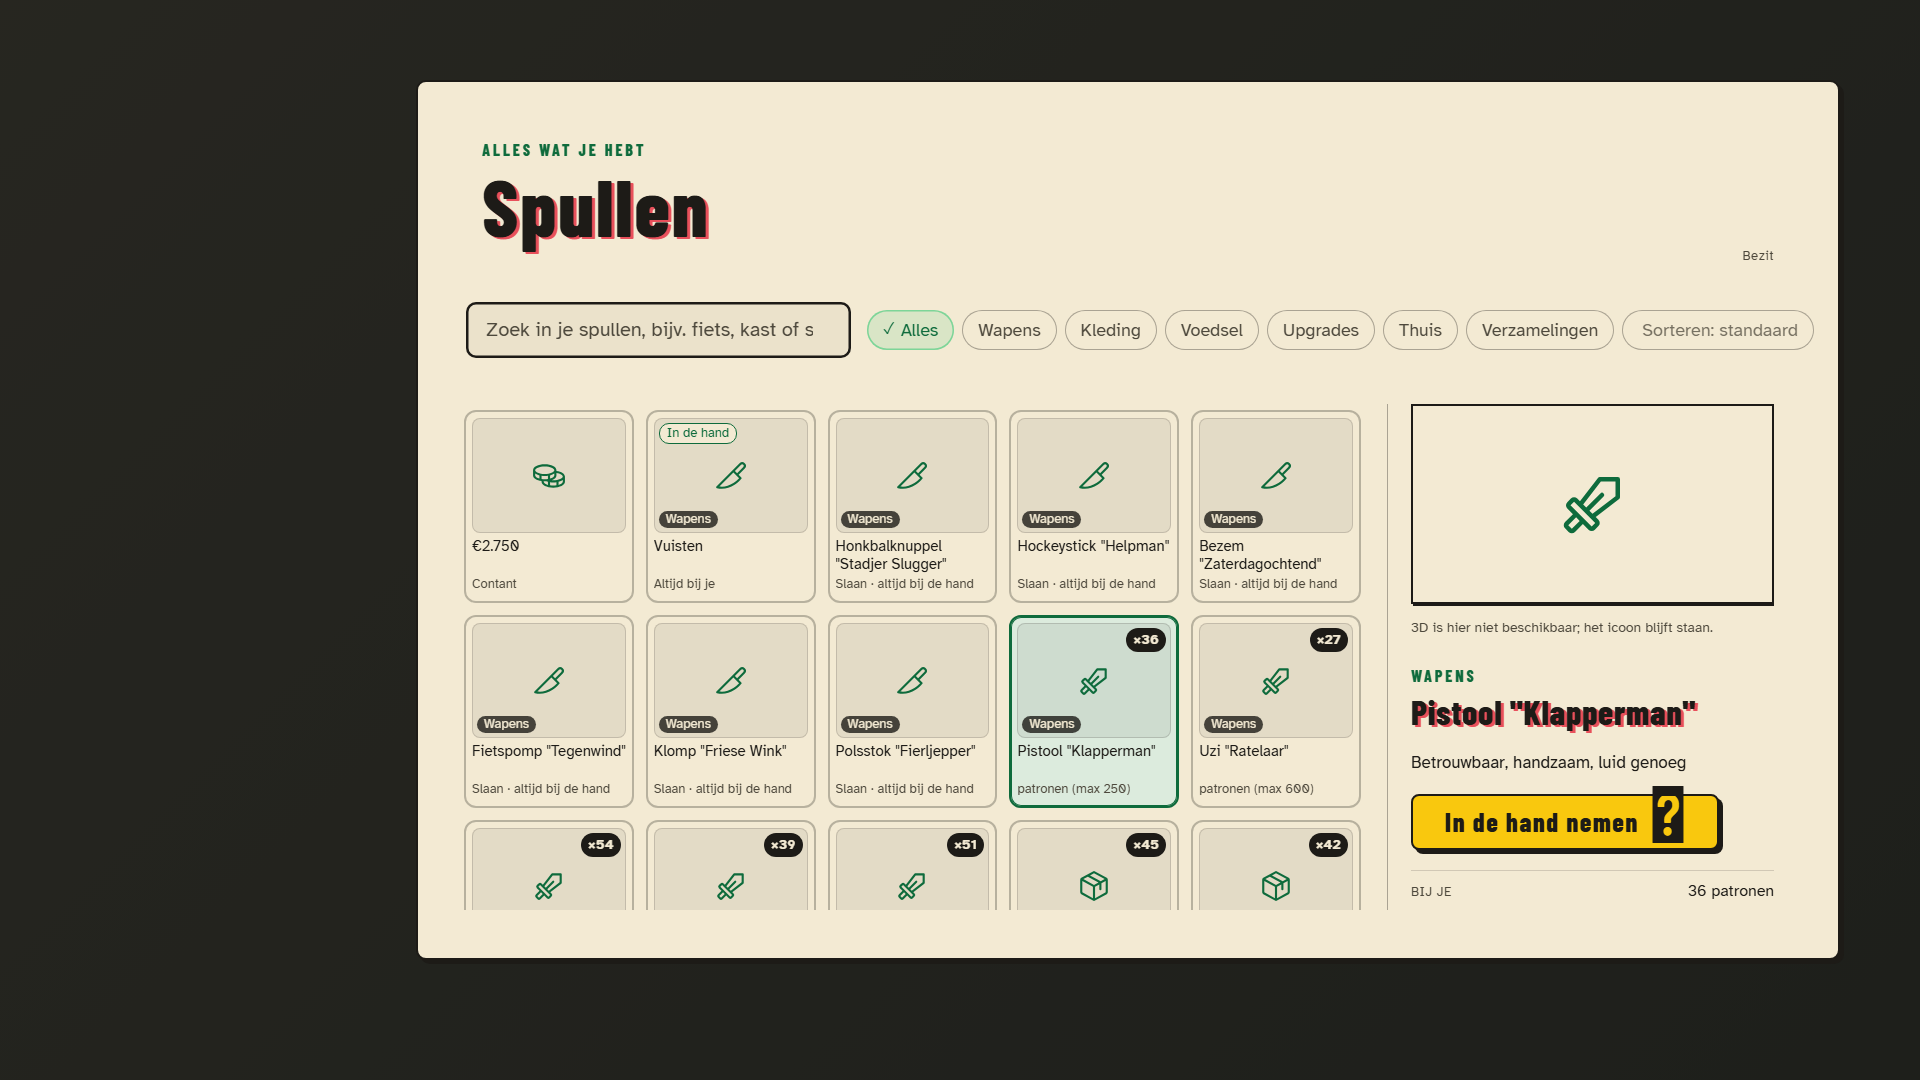 ALLES WAT JE HEBT
Spullen
Bezit
Zoek in je spullen, bijv. fiets, kast of s
✓ Alles
Wapens
Kleding
Voedsel
Upgrades
Thuis
Verzamelingen
Sorteren: standaard
€2.750
Contant
In de hand
Wapens
Vuisten
Altijd bij je
Wapens
Honkbalknuppel
"Stadjer Slugger"
Slaan · altijd bij de hand
Wapens
Hockeystick "Helpman"
Slaan · altijd bij de hand
Wapens
Bezem
"Zaterdagochtend"
Slaan · altijd bij de hand
Wapens
Fietspomp "Tegenwind"
Slaan · altijd bij de hand
Wapens
Klomp "Friese Wink"
Slaan · altijd bij de hand
Wapens
Polsstok "Fierljepper"
Slaan · altijd bij de hand
×36
Wapens
Pistool "Klapperman"
patronen (max 250)
×27
Wapens
Uzi "Ratelaar"
patronen (max 600)
×54
×39
×51
×45
×42
3D is hier niet beschikbaar; het icoon blijft staan.
WAPENS
Pistool "Klapperman"
Betrouwbaar, handzaam, luid genoeg
In de hand nemen ?
BIJ JE
36 patronen